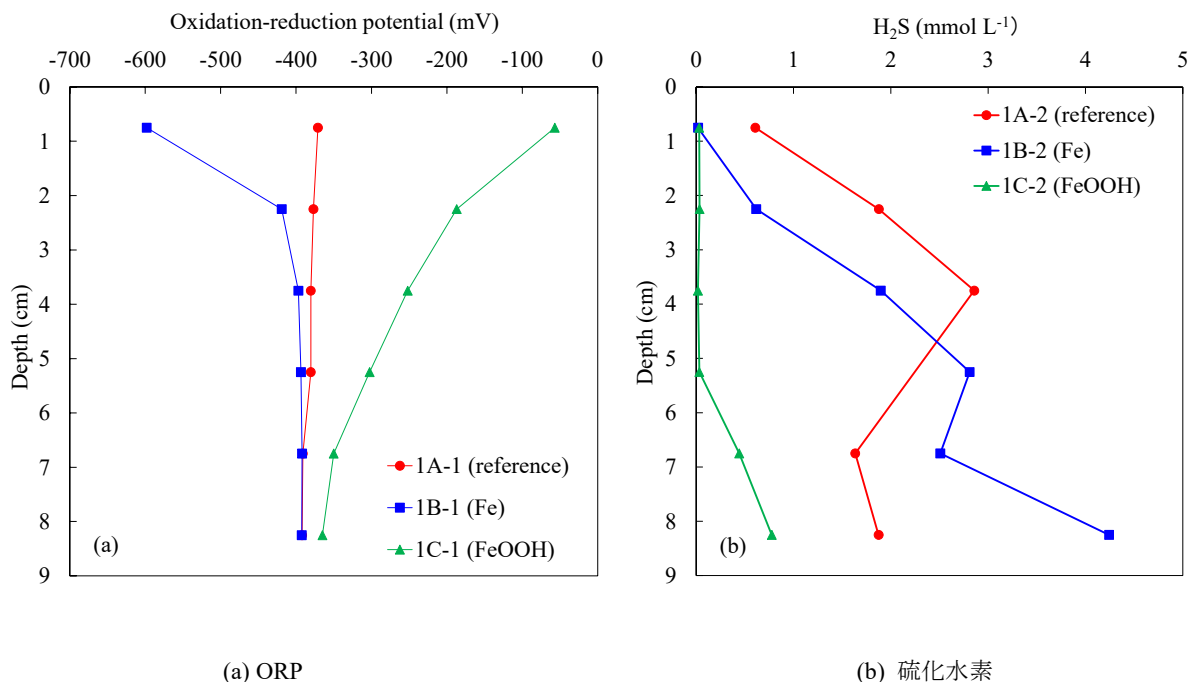 Oxidation-reduction potential (mV)
-700 -600 -500 -400 -300 -200 -100 0
0
1
2
3
4
5
6
7
8
9
Depth (cm)
1A-1 (reference)
1B-1 (Fe)
1C-1 (FeOOH)
(a)
(a) ORP
H₂S (mmol L⁻¹)
0 1 2 3 4 5
0
1
2
3
4
5
6
7
8
9
Depth (cm)
1A-2 (reference)
1B-2 (Fe)
1C-2 (FeOOH)
(b)
(b) 硫化水素